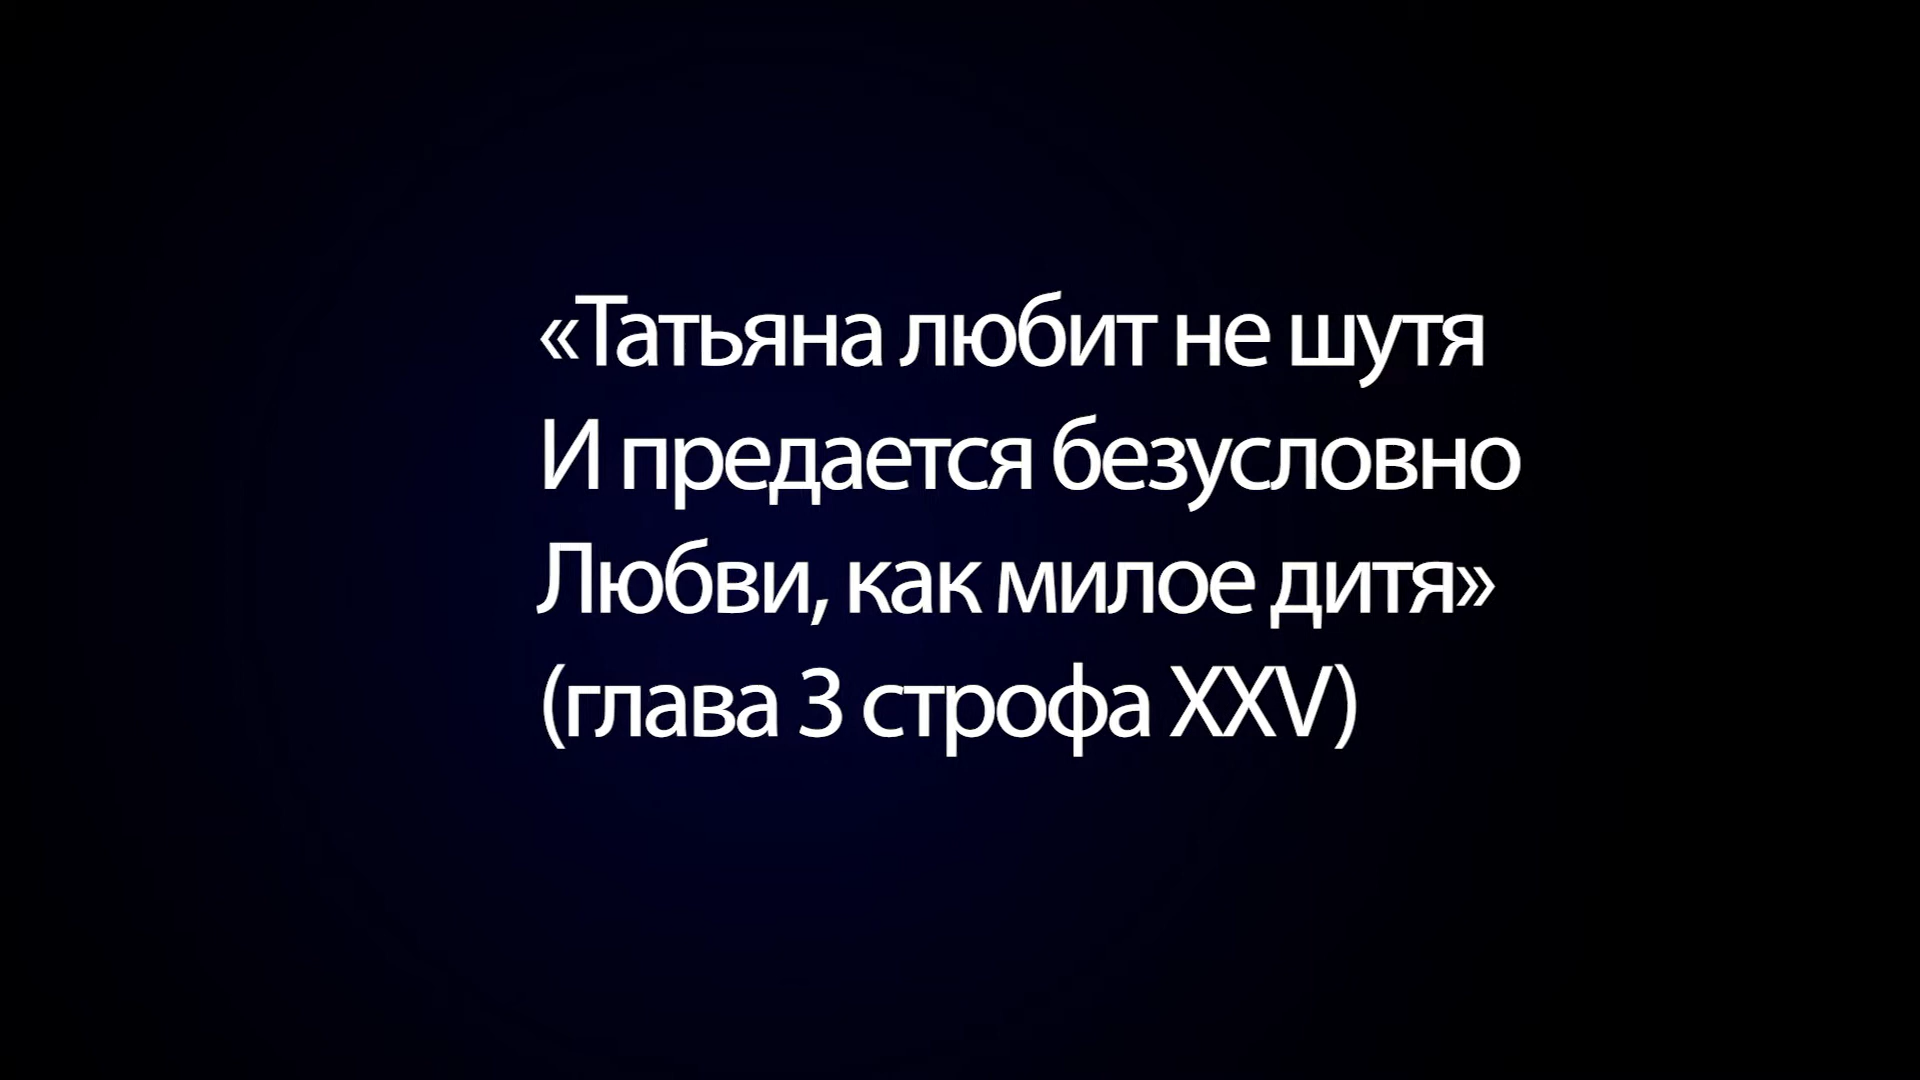 «Татьяна любит не шутя
И предается безусловно
Любви, как милое дитя»
(глава 3 строфа XXV)